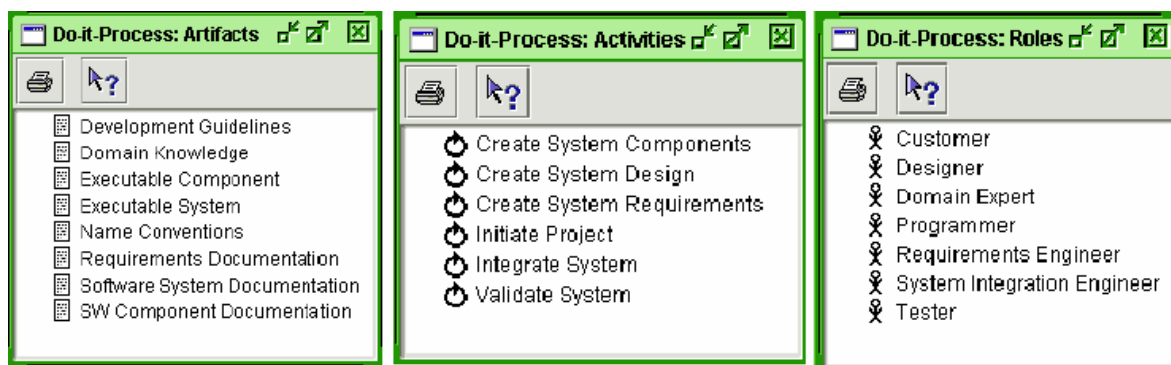 Do-it-Process: Artifacts
Development Guidelines
Domain Knowledge
Executable Component
Executable System
Name Conventions
Requirements Documentation
Software System Documentation
SW Component Documentation
Do-it-Process: Activities
Create System Components
Create System Design
Create System Requirements
Initiate Project
Integrate System
Validate System
Do-it-Process: Roles
Customer
Designer
Domain Expert
Programmer
Requirements Engineer
System Integration Engineer
Tester